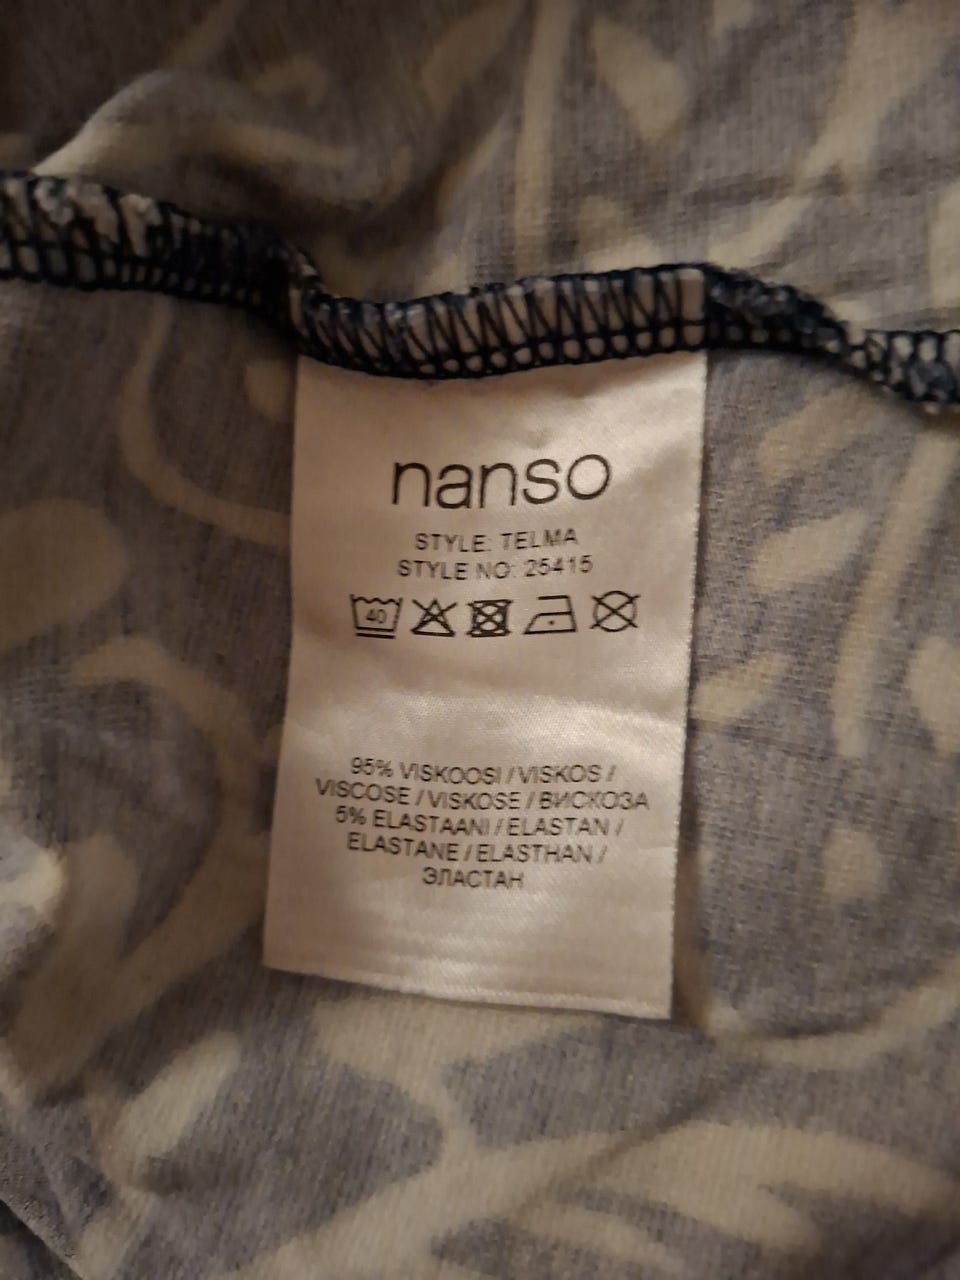 nanso
STYLE: TELMA
STYLE NO: 25415
40
95% VISKOOSI / VISKOS /
VISCOSE / VISKOSE / ВИСКОЗА
5% ELASTAANI / ELASTAN /
ELASTANE / ELASTHAN /
ЭЛАСТАН